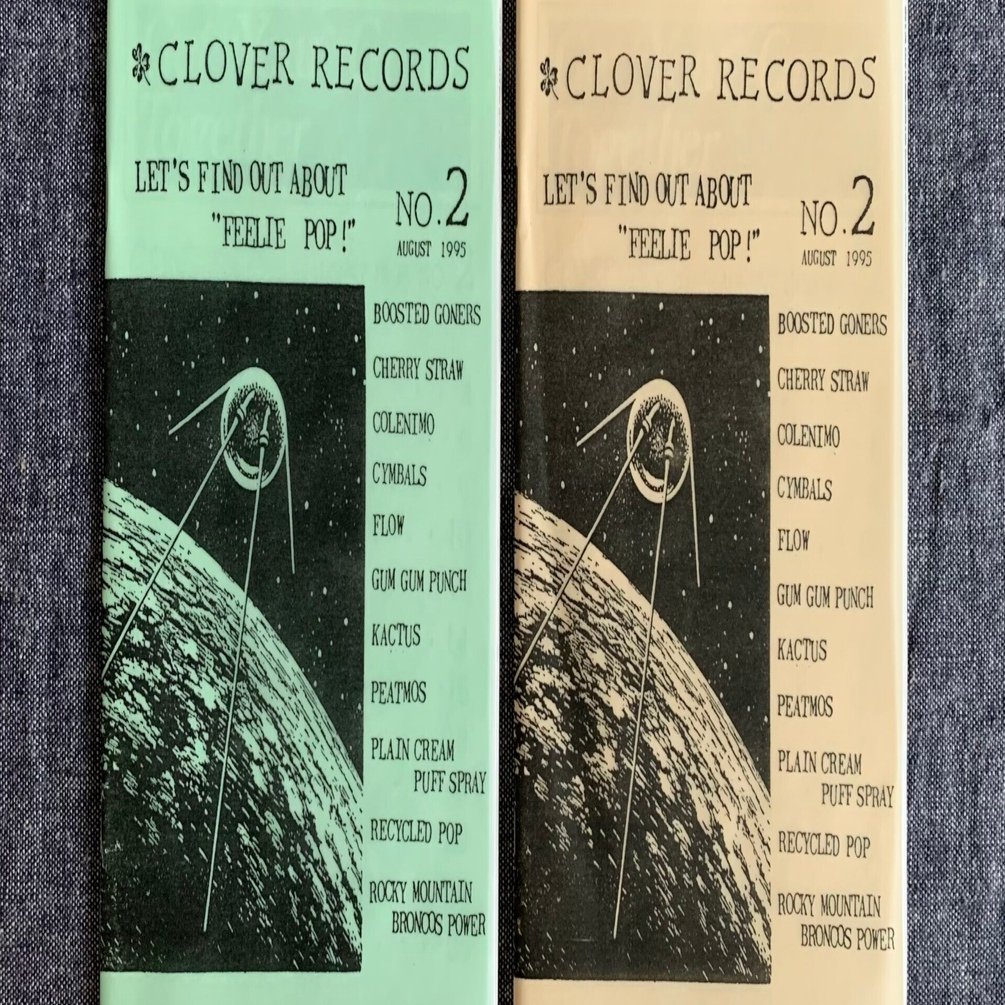 CLOVER RECORDS
LET'S FIND OUT ABOUT
"FEELIE POP!"
NO.2
AUGUST 1995
BOOSTED GONERS
CHERRY STRAW
COLENIMO
CYMBALS
FLOW
GUM GUM PUNCH
KACTUS
PEATMOS
PLAIN CREAM
PUFF SPRAY
RECYCLED POP
ROCKY MOUNTAIN
BRONCOS POWER
CLOVER RECORDS
LET'S FIND OUT ABOUT
"FEELIE POP!"
NO.2
AUGUST 1995
BOOSTED GONERS
CHERRY STRAW
COLENIMO
CYMBALS
FLOW
GUM GUM PUNCH
KACTUS
PEATMOS
PLAIN CREAM
PUFF SPRAY
RECYCLED POP
ROCKY MOUNTAIN
BRONCOS POWER